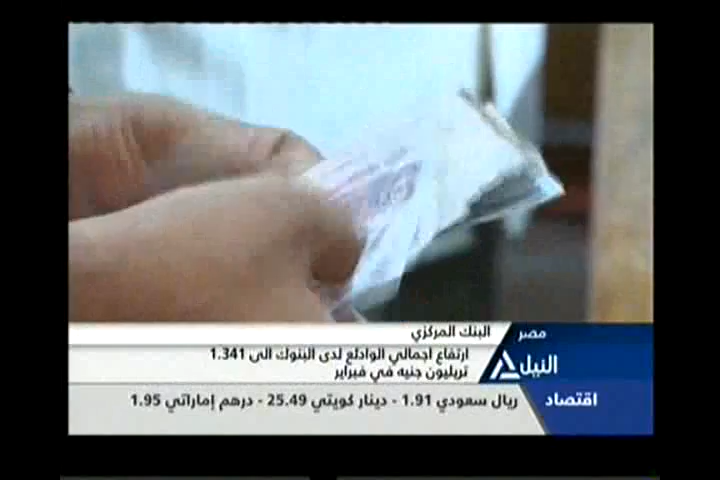 مصر
البنك المركزي
ارتفاع اجمالي الوادئع لدى البنوك الى 1.341
تريليون جنيه في فبراير
النيل
اقتصاد
ريال سعودي 1.91 - دينار كويتي 25.49 - درهم إماراتي 1.95